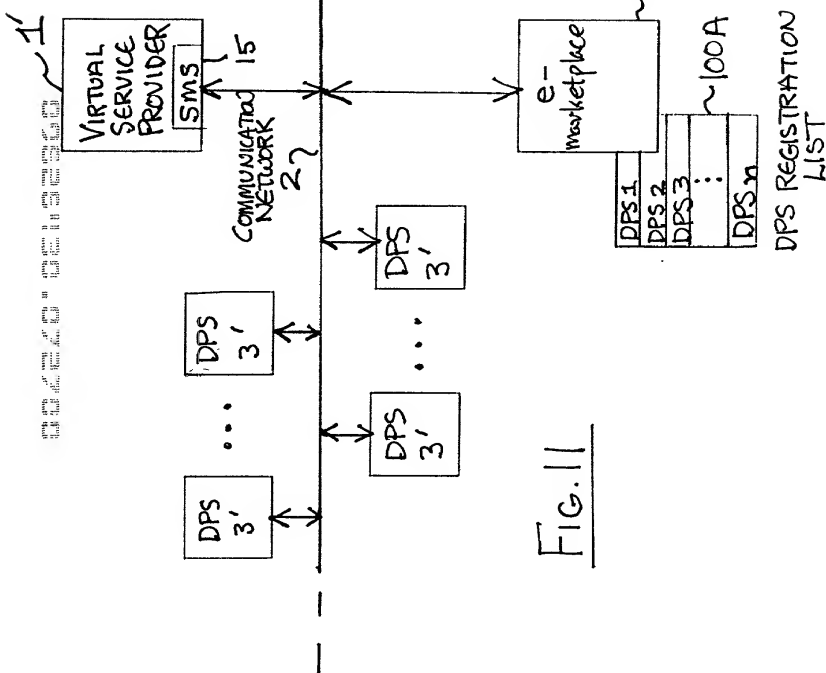 1'
VIRTUAL
SERVICE
PROVIDER
SMS
15
COMMUNICATION
NETWORK
2
DPS
3'
DPS
3'
DPS
3'
DPS
3'
e-
marketplace
100A
DPS 1
DPS 2
DPS 3
DPS n
DPS REGISTRATION
LIST
FIG. 11